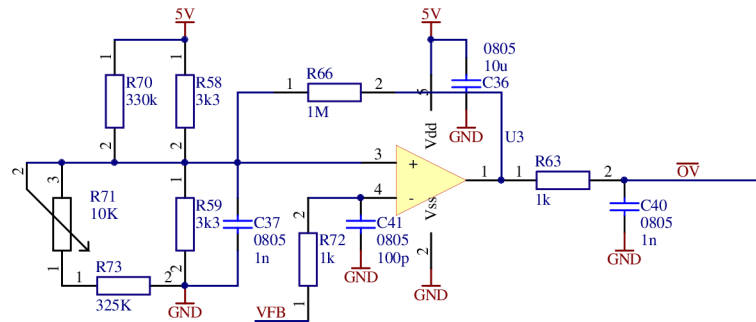 5V
5V
1
1
R70
330k
R58
3k3
2
2
R66
1
2
1M
0805
10u
C36
5
GND
Vdd
U3
2
3
R71
10K
1
1
R73
2
325K
1
R59
3k3
2
GND
C37
0805
1n
3
+
4
-
1
Vss
2
GND
2
R72
1k
1
VFB
C41
0805
100p
GND
1
R63
2
1k
OV
C40
0805
1n
GND